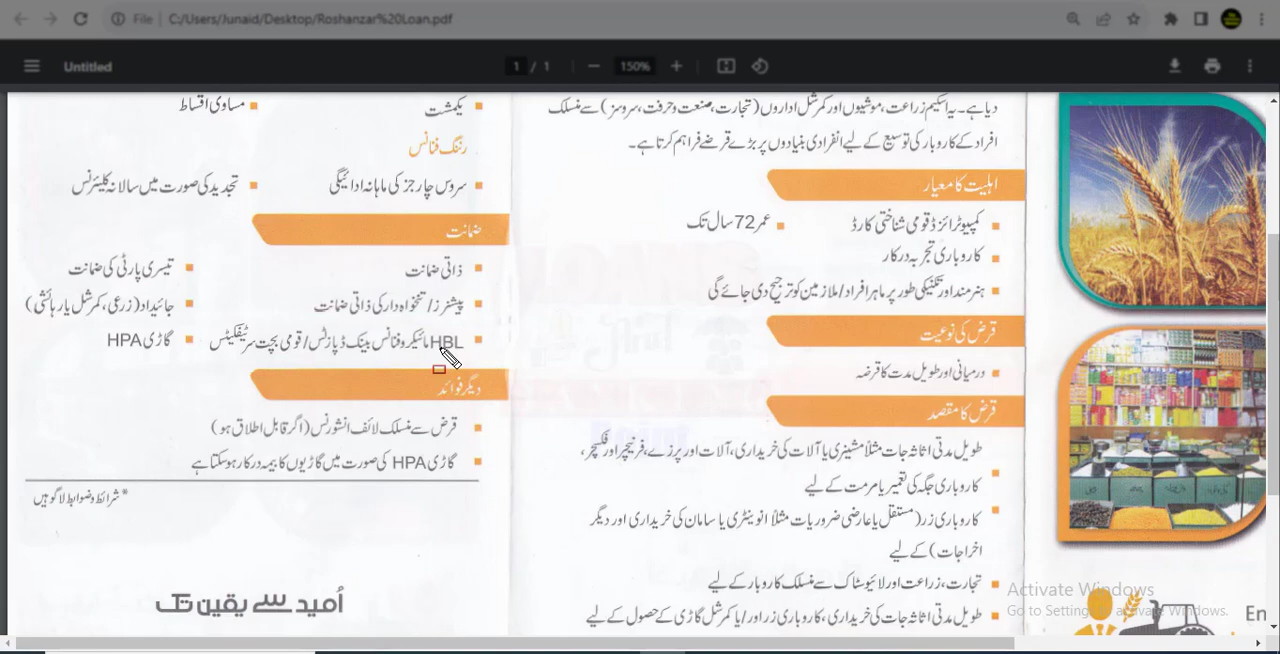 File C:/Users/Junaid/Desktop/Roshanzar%20Loan.pdf
Untitled
1 / 1
150%
دیا ہے۔ یہ اسکیم زراعت، مویشیوں اور کمرشل اداروں (تجارت، صنعت و حرفت، سروسز) سے منسلک
افراد کے کاروبار کی توسیع کے لیے انفرادی بنیادوں پر بڑے قرضے فراہم کرتا ہے۔
اہلیت کا معیار
کمپیوٹرائزڈ قومی شناختی کارڈ
عمر 72 سال تک
کاروباری تجربہ درکار
ہنر مند اور تکنیکی طور پر ماہر افراد/ملازمین کو ترجیح دی جائے گی
قرض کی نوعیت
درمیانی اور طویل مدت کا قرضہ
قرض کا مقصد
طویل مدتی اثاثہ جات مثلاً مشینری یا آلات کی خریداری، آلات اور پرزے، فرنیچر اور فکسچر،
کاروباری جگہ کی تعمیر یا مرمت کے لیے
کاروباری زر (مستقل یا عارضی ضروریات مثلاً انوینٹری یا سامان کی خریداری اور دیگر
اخراجات) کے لیے
تجارت، زراعت اور لائیوسٹاک سے منسلک کاروبار کے لیے
طویل مدتی اثاثہ جات کی خریداری، کاروباری زر اور/یا کمرشل گاڑی کے حصول کے لیے
یکمشت
مساوی اقساط
رننگ فنانس
سروس چارجز کی ماہانہ ادائیگی
تجدید کی صورت میں سالانہ کلیئرنس
ضمانت
ذاتی ضمانت
تیسری پارٹی کی ضمانت
پینشنرز/تنخواہ دار کی ذاتی ضمانت
جائیداد (زرعی، کمرشل یا رہائشی)
HBL مائیکروفنانس بینک ڈپازٹس/قومی بچت سرٹیفکیٹس
گاڑی HPA
دیگر فوائد
قرض سے منسلک لائف انشورنس (اگر قابل اطلاق ہو)
گاڑی HPA کی صورت میں گاڑیوں کا بیمہ درکار ہو سکتا ہے
* شرائط و ضوابط لاگو ہیں
اُمید سے یقین تک
Activate Windows
Go to Settings to activate Windows.
En